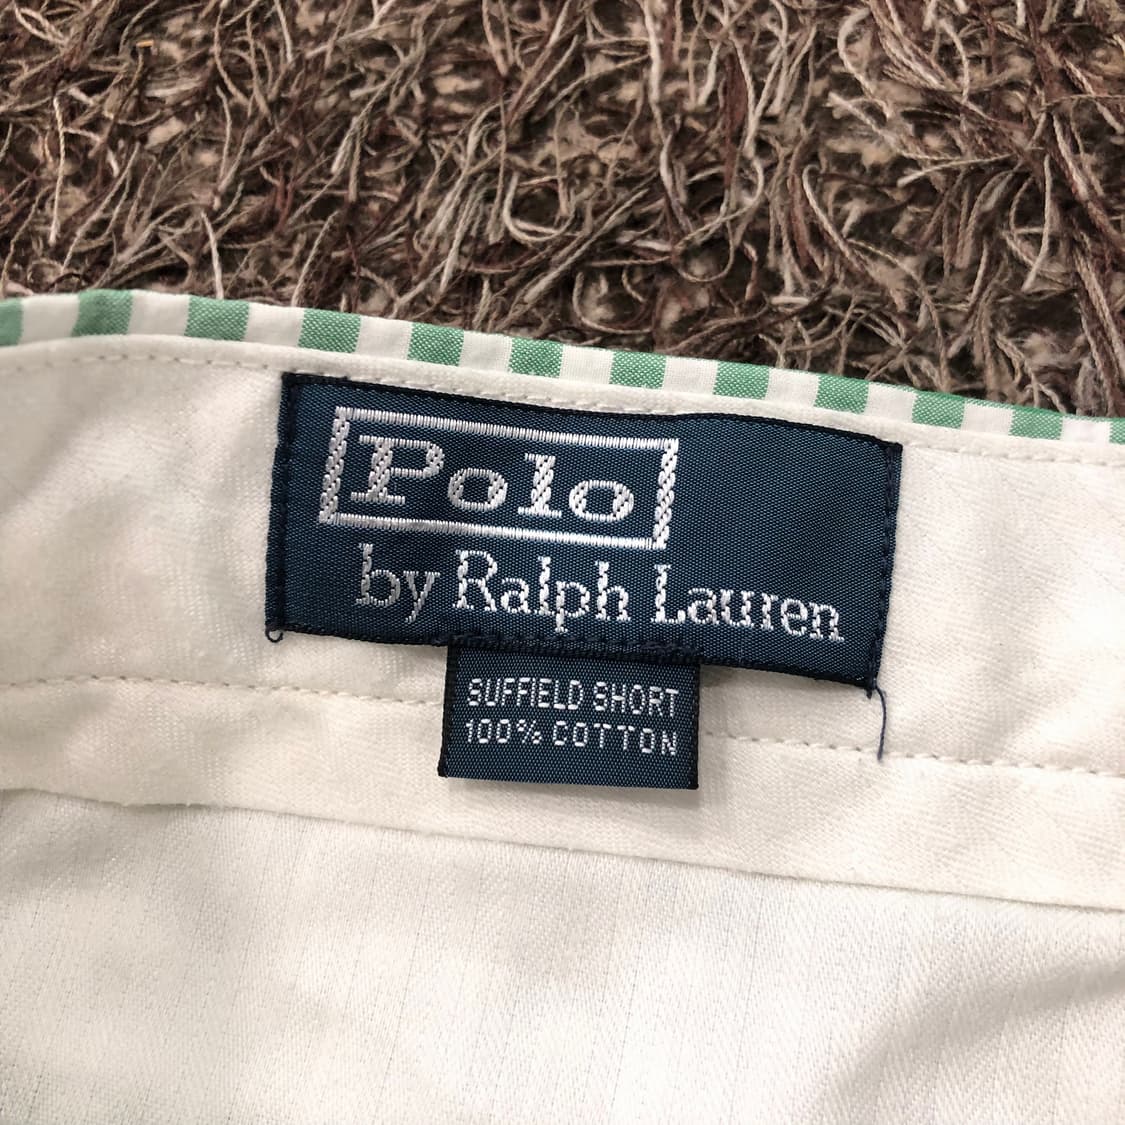 Polo
by Ralph Lauren
SUFFIELD SHORT
100% COTTON